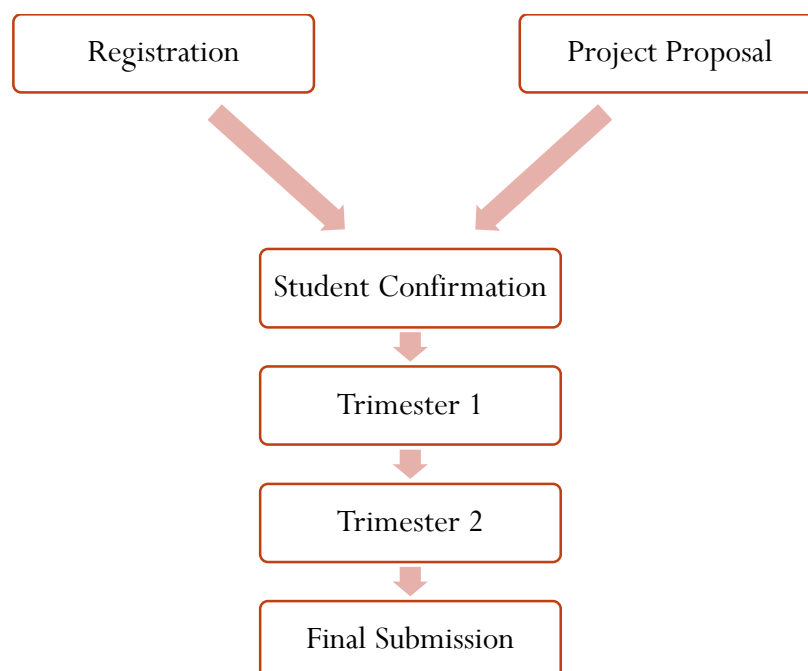 Registration
Project Proposal
Student Confirmation
Trimester 1
Trimester 2
Final Submission